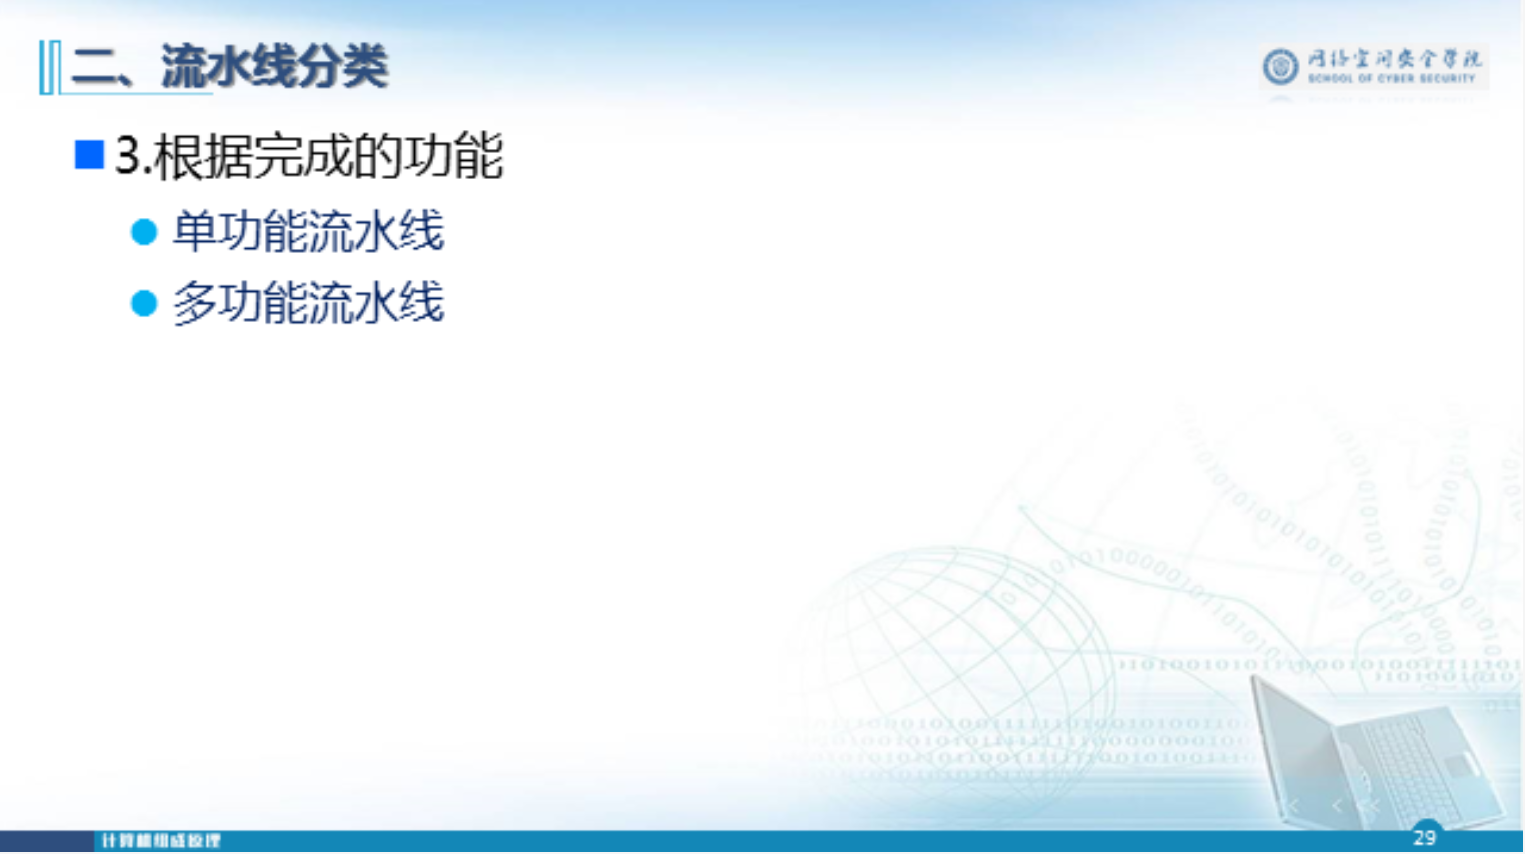 二、流水线分类
网络空间安全学院
SCHOOL OF CYBER SECURITY
3.根据完成的功能
单功能流水线
多功能流水线
计算机组成原理
29